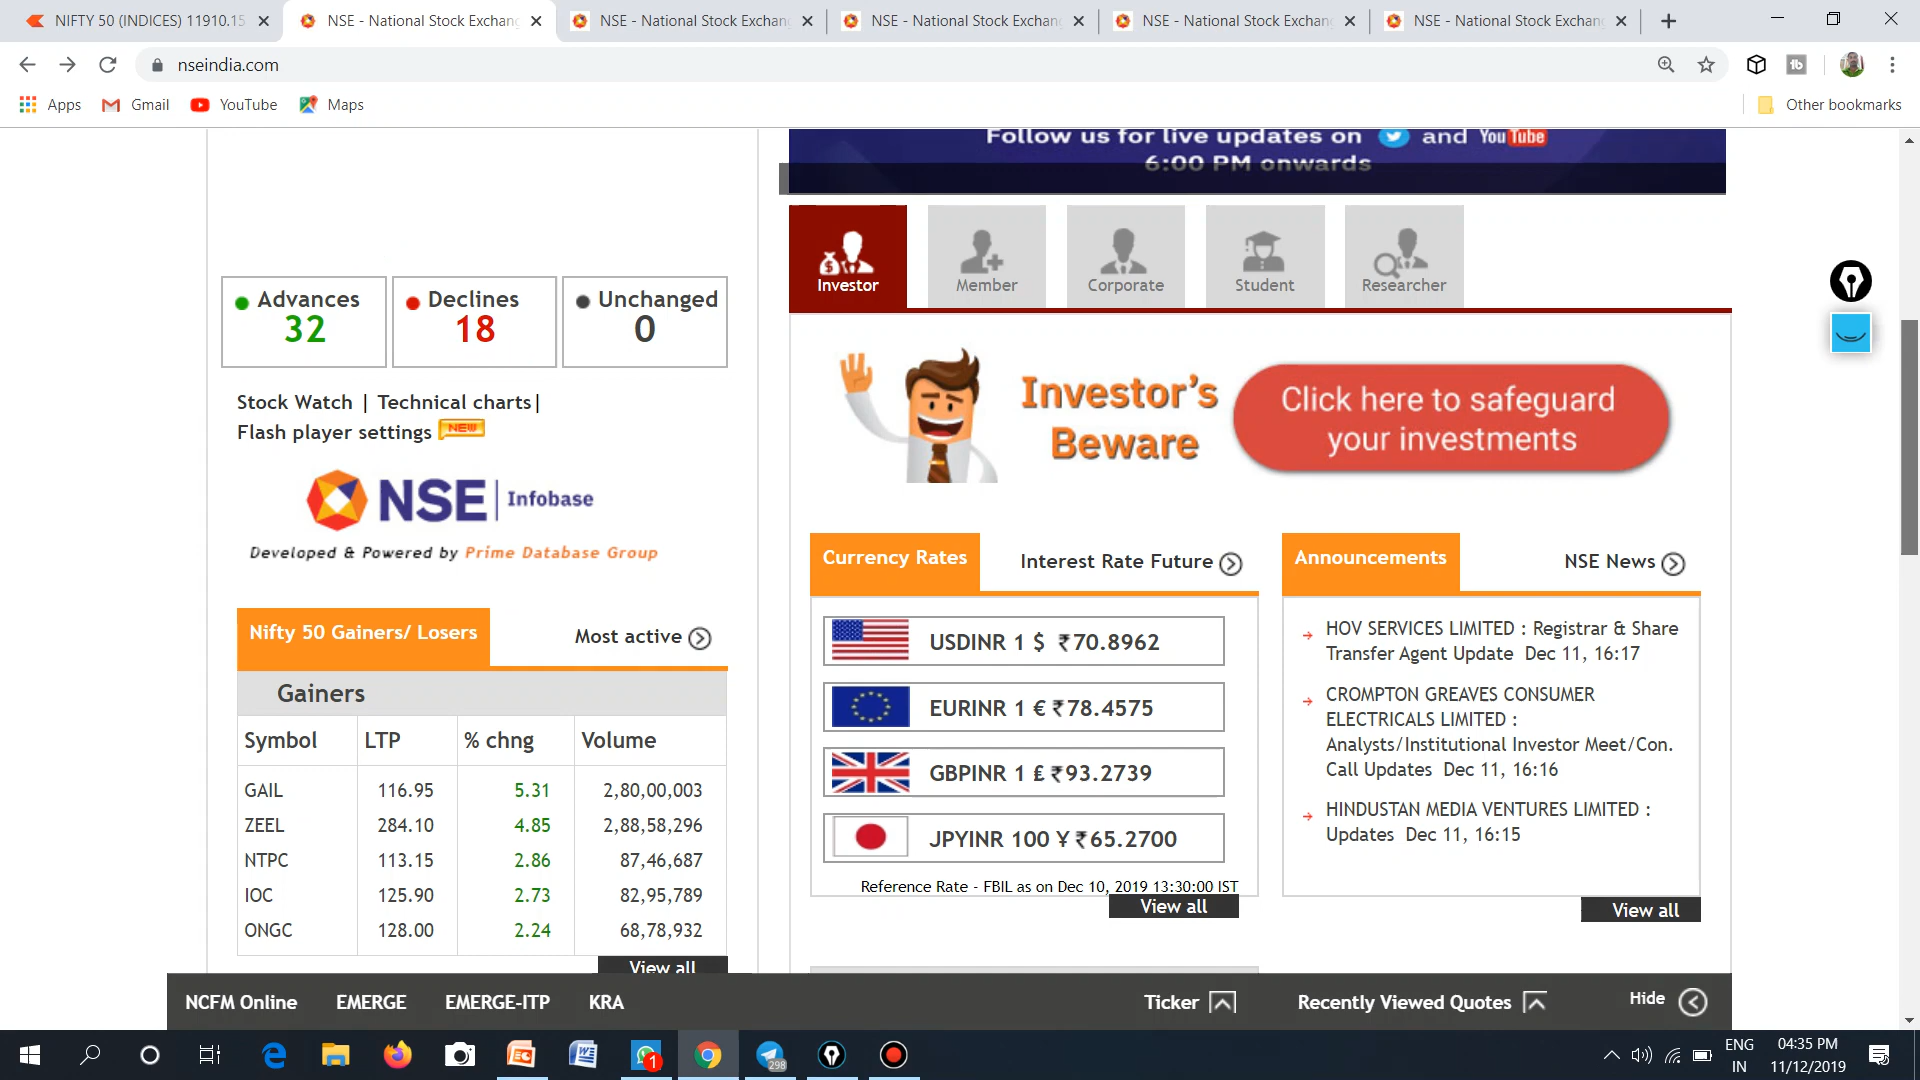 NIFTY 50 (INDICES) 11910.15
NSE - National Stock Exchan
NSE - National Stock Exchan
NSE - National Stock Exchan
NSE - National Stock Exchan
NSE - National Stock Exchan
nseindia.com
Apps
Gmail
YouTube
Maps
Other bookmarks
Follow us for live updates on and YouTube
6:00 PM onwards
Investor
Member
Corporate
Student
Researcher
Advances
32
Declines
18
Unchanged
0
Stock Watch | Technical charts|
Flash player settings NEW
NSE Infobase
Developed & Powered by Prime Database Group
Investor's
Beware
Click here to safeguard
your investments
Nifty 50 Gainers/ Losers
Most active
Gainers
Symbol LTP % chng Volume
GAIL 116.95 5.31 2,80,00,003
ZEEL 284.10 4.85 2,88,58,296
NTPC 113.15 2.86 87,46,687
IOC 125.90 2.73 82,95,789
ONGC 128.00 2.24 68,78,932
View all
Currency Rates
Interest Rate Future
USDINR 1 $ ₹70.8962
EURINR 1 € ₹78.4575
GBPINR 1 £ ₹93.2739
JPYINR 100 ¥ ₹65.2700
Reference Rate - FBIL as on Dec 10, 2019 13:30:00 IST
View all
Announcements
NSE News
HOV SERVICES LIMITED : Registrar & Share
Transfer Agent Update Dec 11, 16:17
CROMPTON GREAVES CONSUMER
ELECTRICALS LIMITED :
Analysts/Institutional Investor Meet/Con.
Call Updates Dec 11, 16:16
HINDUSTAN MEDIA VENTURES LIMITED :
Updates Dec 11, 16:15
View all
NCFM Online
EMERGE
EMERGE-ITP
KRA
Ticker
Recently Viewed Quotes
Hide
1
298
ENG
IN
04:35 PM
11/12/2019